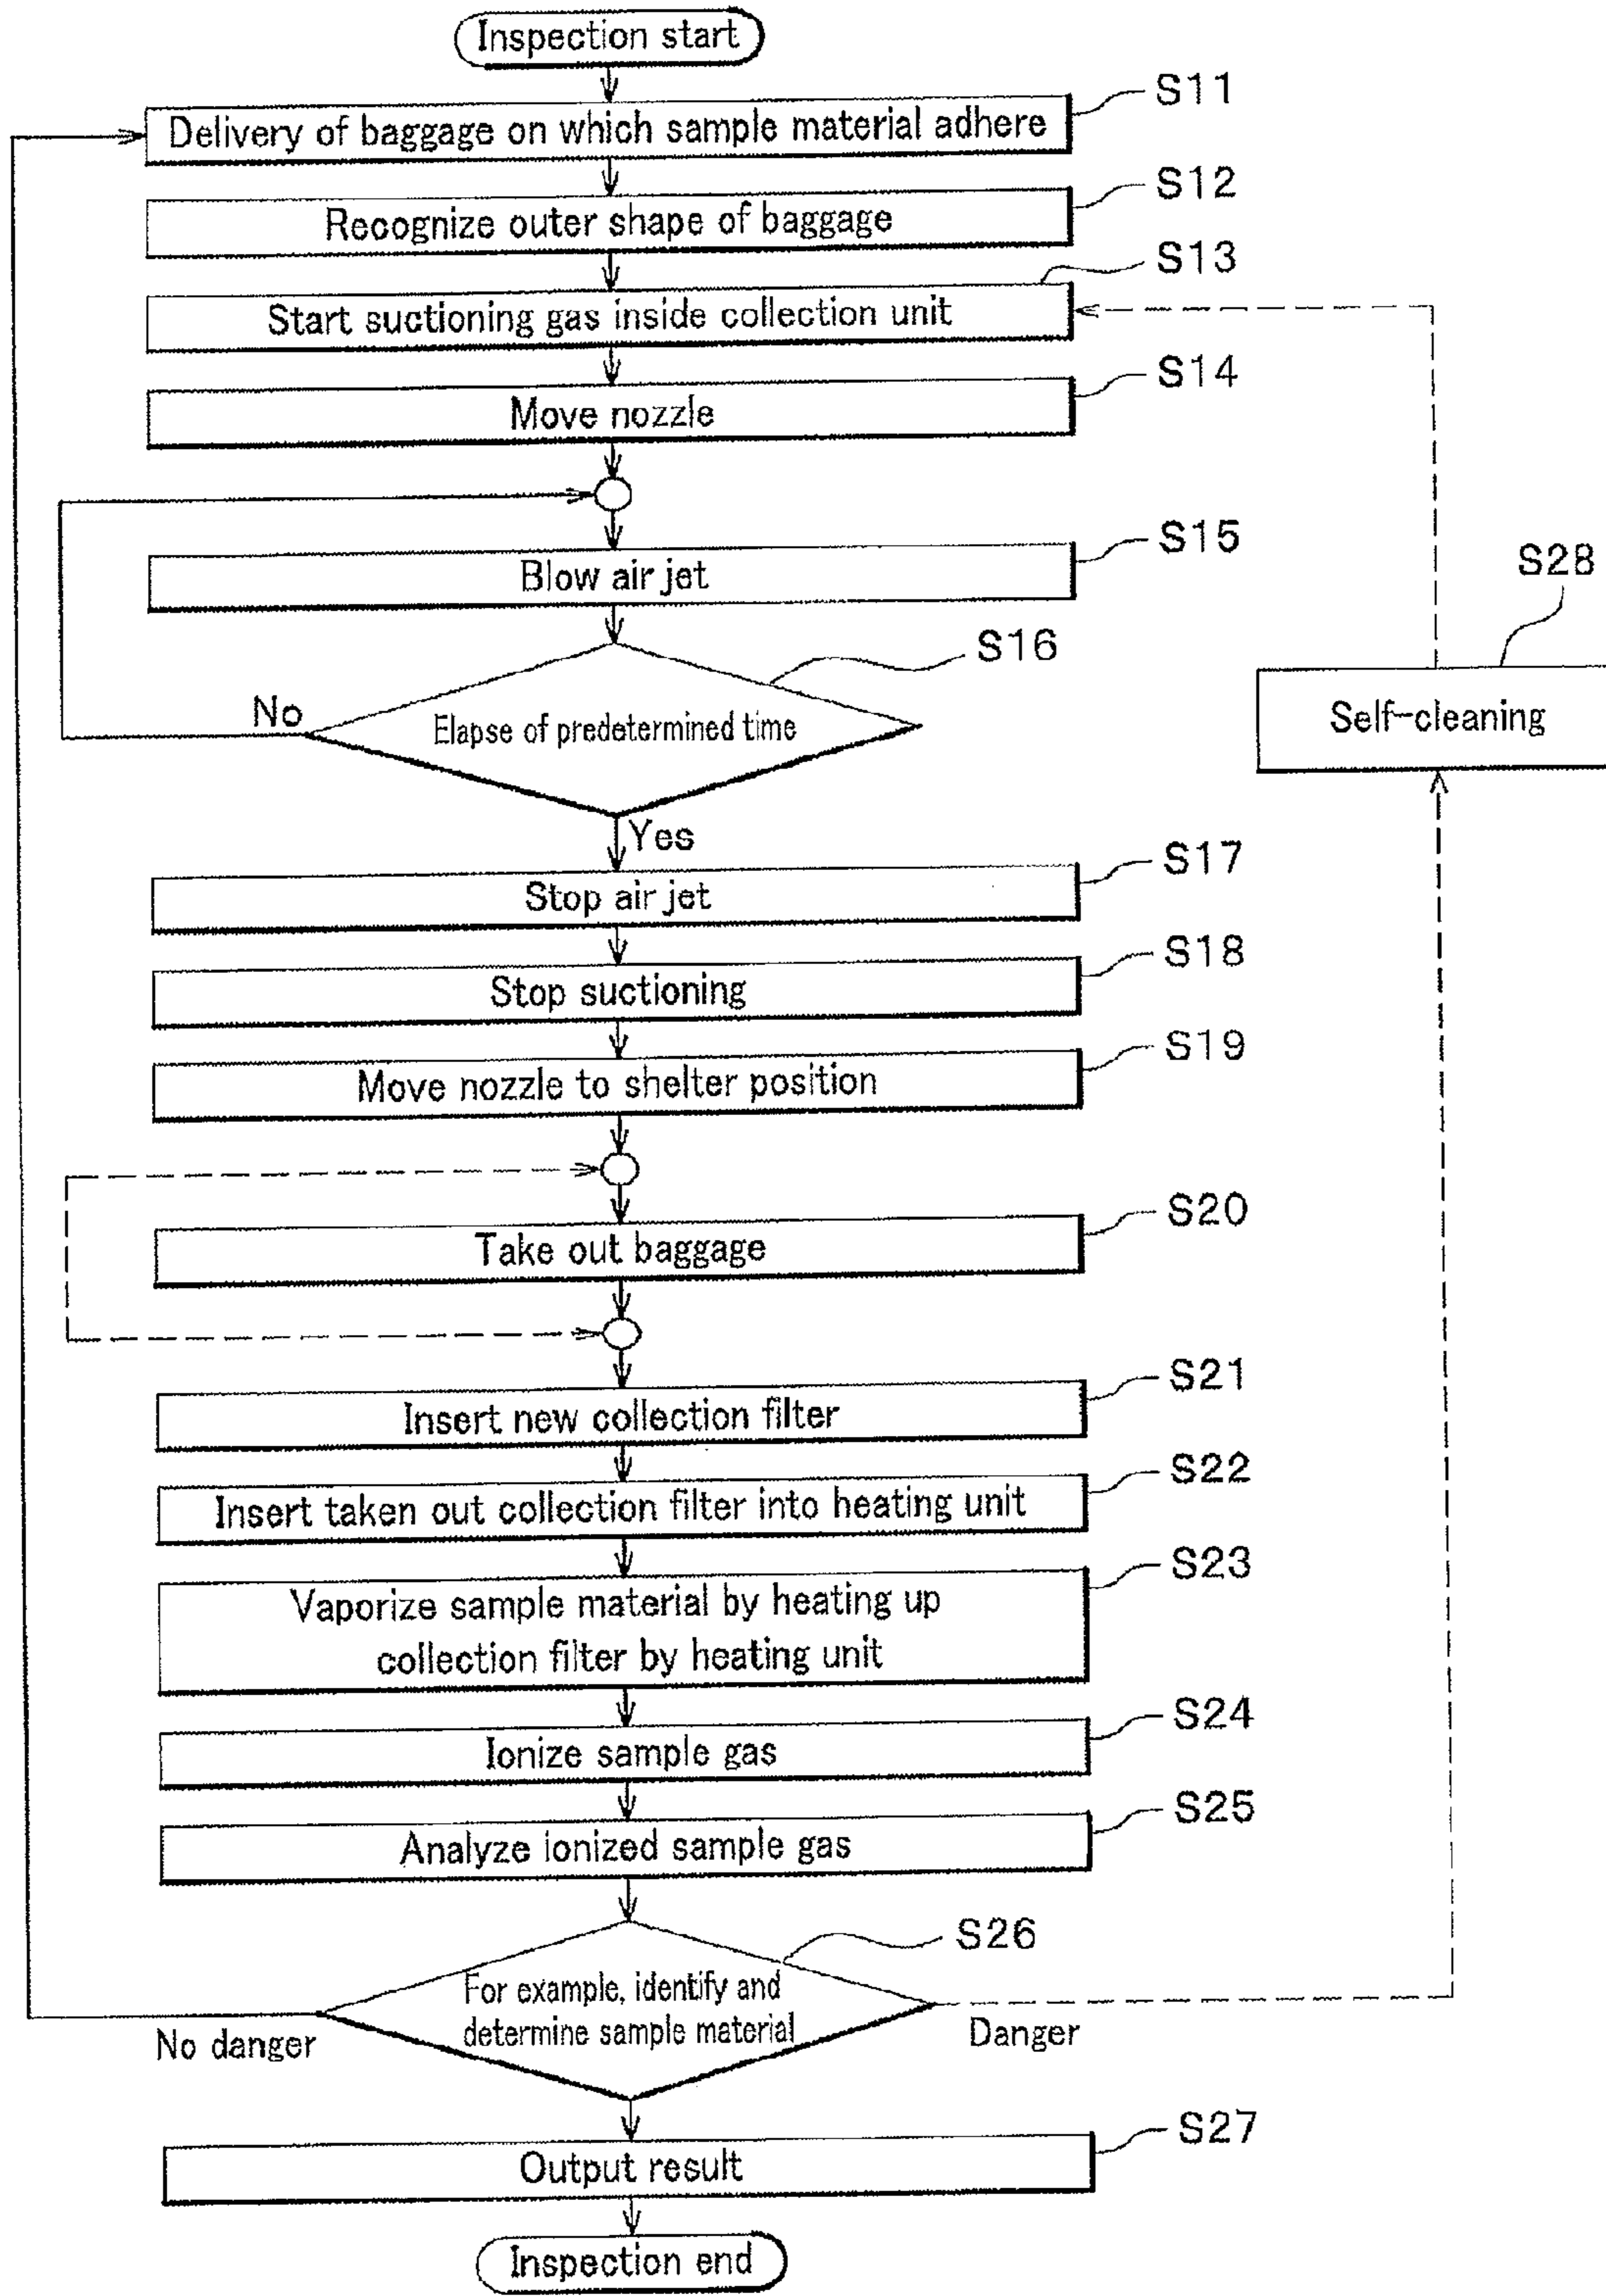 Inspection start
S11
Delivery of baggage on which sample material adhere
S12
Recognize outer shape of baggage
S13
Start suctioning gas inside collection unit
S14
Move nozzle
S15
Blow air jet
S28
S16
No
Elapse of predetermined time
Self-cleaning
Yes
S17
Stop air jet
S18
Stop suctioning
S19
Move nozzle to shelter position
S20
Take out baggage
S21
Insert new collection filter
S22
Insert taken out collection filter into heating unit
S23
Vaporize sample material by heating up
collection filter by heating unit
S24
Ionize sample gas
S25
Analyze ionized sample gas
S26
For example, identify and
determine sample material
No danger
Danger
S27
Output result
Inspection end